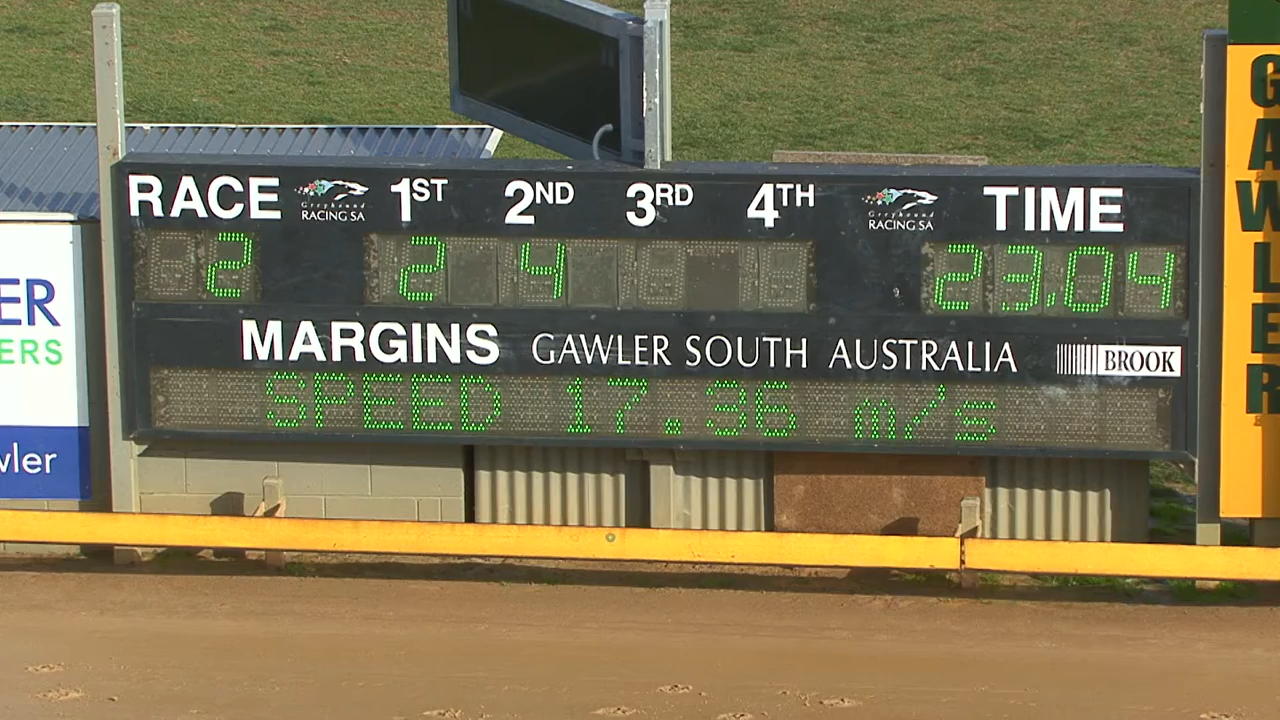 RACE
Greyhound
RACING SA
1ST 2ND 3RD 4TH
Greyhound
RACING SA
TIME
2
2 4
23.04
MARGINS
GAWLER SOUTH AUSTRALIA
BROOK
SPEED 17.36 m/s
ER
ERS
wler
GAWLER